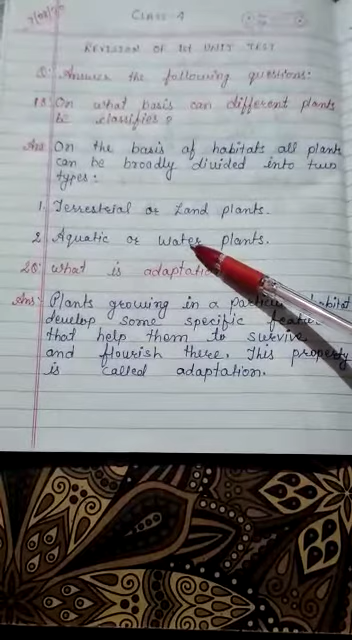 CLASS-4
REVISION OF 1st UNIT TEST
Q: Answer the following questions:
On what basis can different plants
be classifies?
Ans: On the basis of habitats all plants
can be broadly divided into two
types:
1. Terrestrial or Land plants.
2. Aquatic or Water plants.
what is adaptation
Ans: Plants growing in a habitat
develop some specific
that help them to survive
and flourish there. This property
is called adaptation.